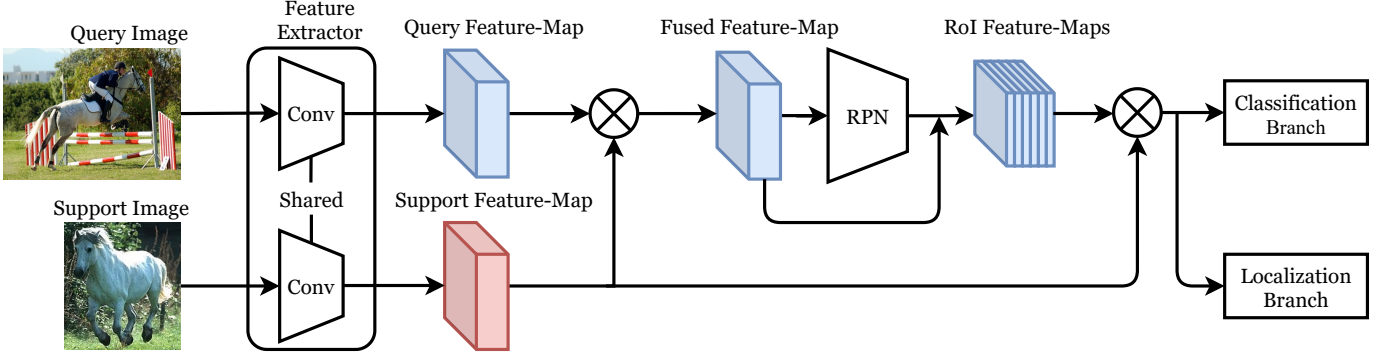 Query Image
Feature
Extractor
Query Feature-Map
Fused Feature-Map
RoI Feature-Maps
Conv
RPN
Classification
Branch
Support Image
Shared
Support Feature-Map
Conv
Localization
Branch